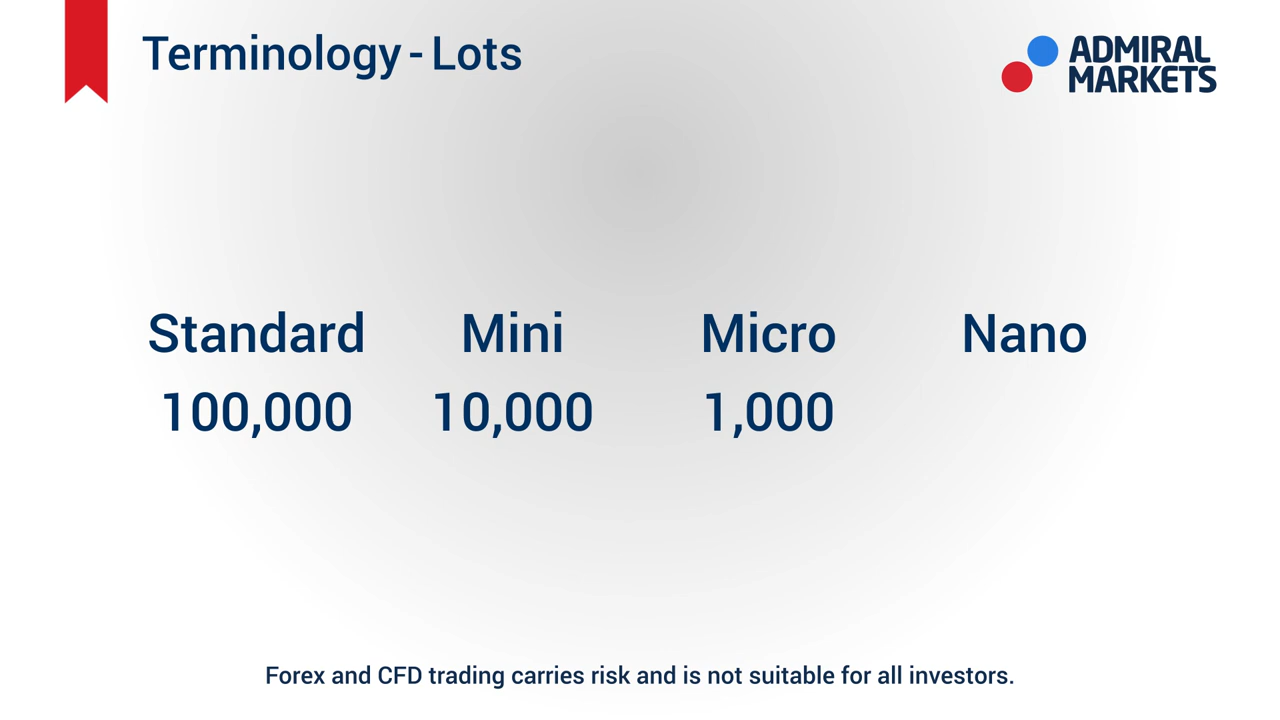 Terminology - Lots
ADMIRAL
MARKETS
Standard Mini Micro Nano
100,000 10,000 1,000
Forex and CFD trading carries risk and is not suitable for all investors.